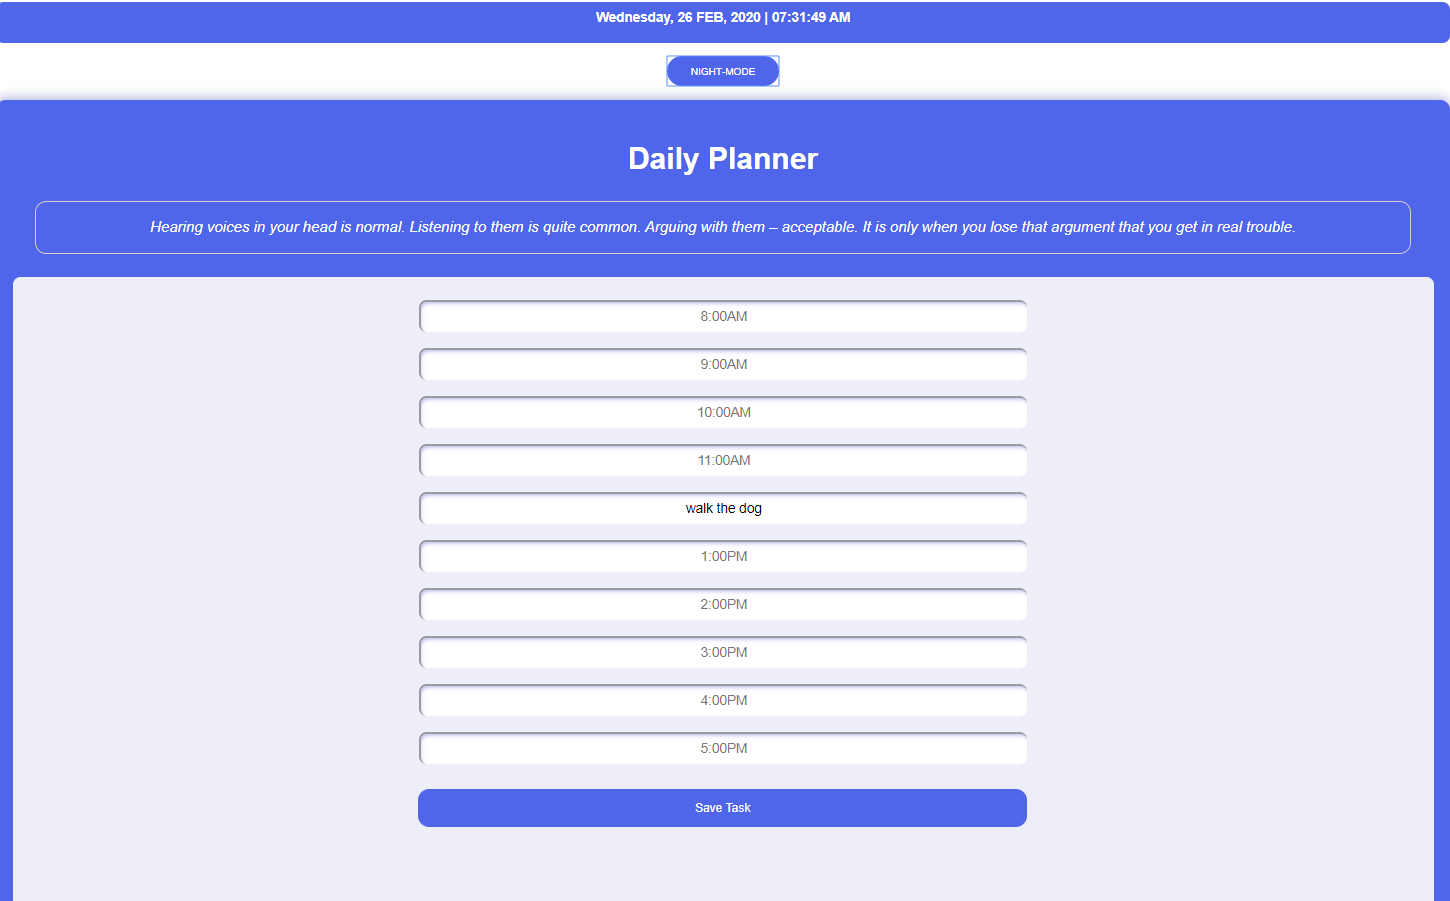 Wednesday, 26 FEB, 2020 | 07:31:49 AM
NIGHT-MODE
Daily Planner
Hearing voices in your head is normal. Listening to them is quite common. Arguing with them – acceptable. It is only when you lose that argument that you get in real trouble.
8:00AM
9:00AM
10:00AM
11:00AM
walk the dog
1:00PM
2:00PM
3:00PM
4:00PM
5:00PM
Save Task